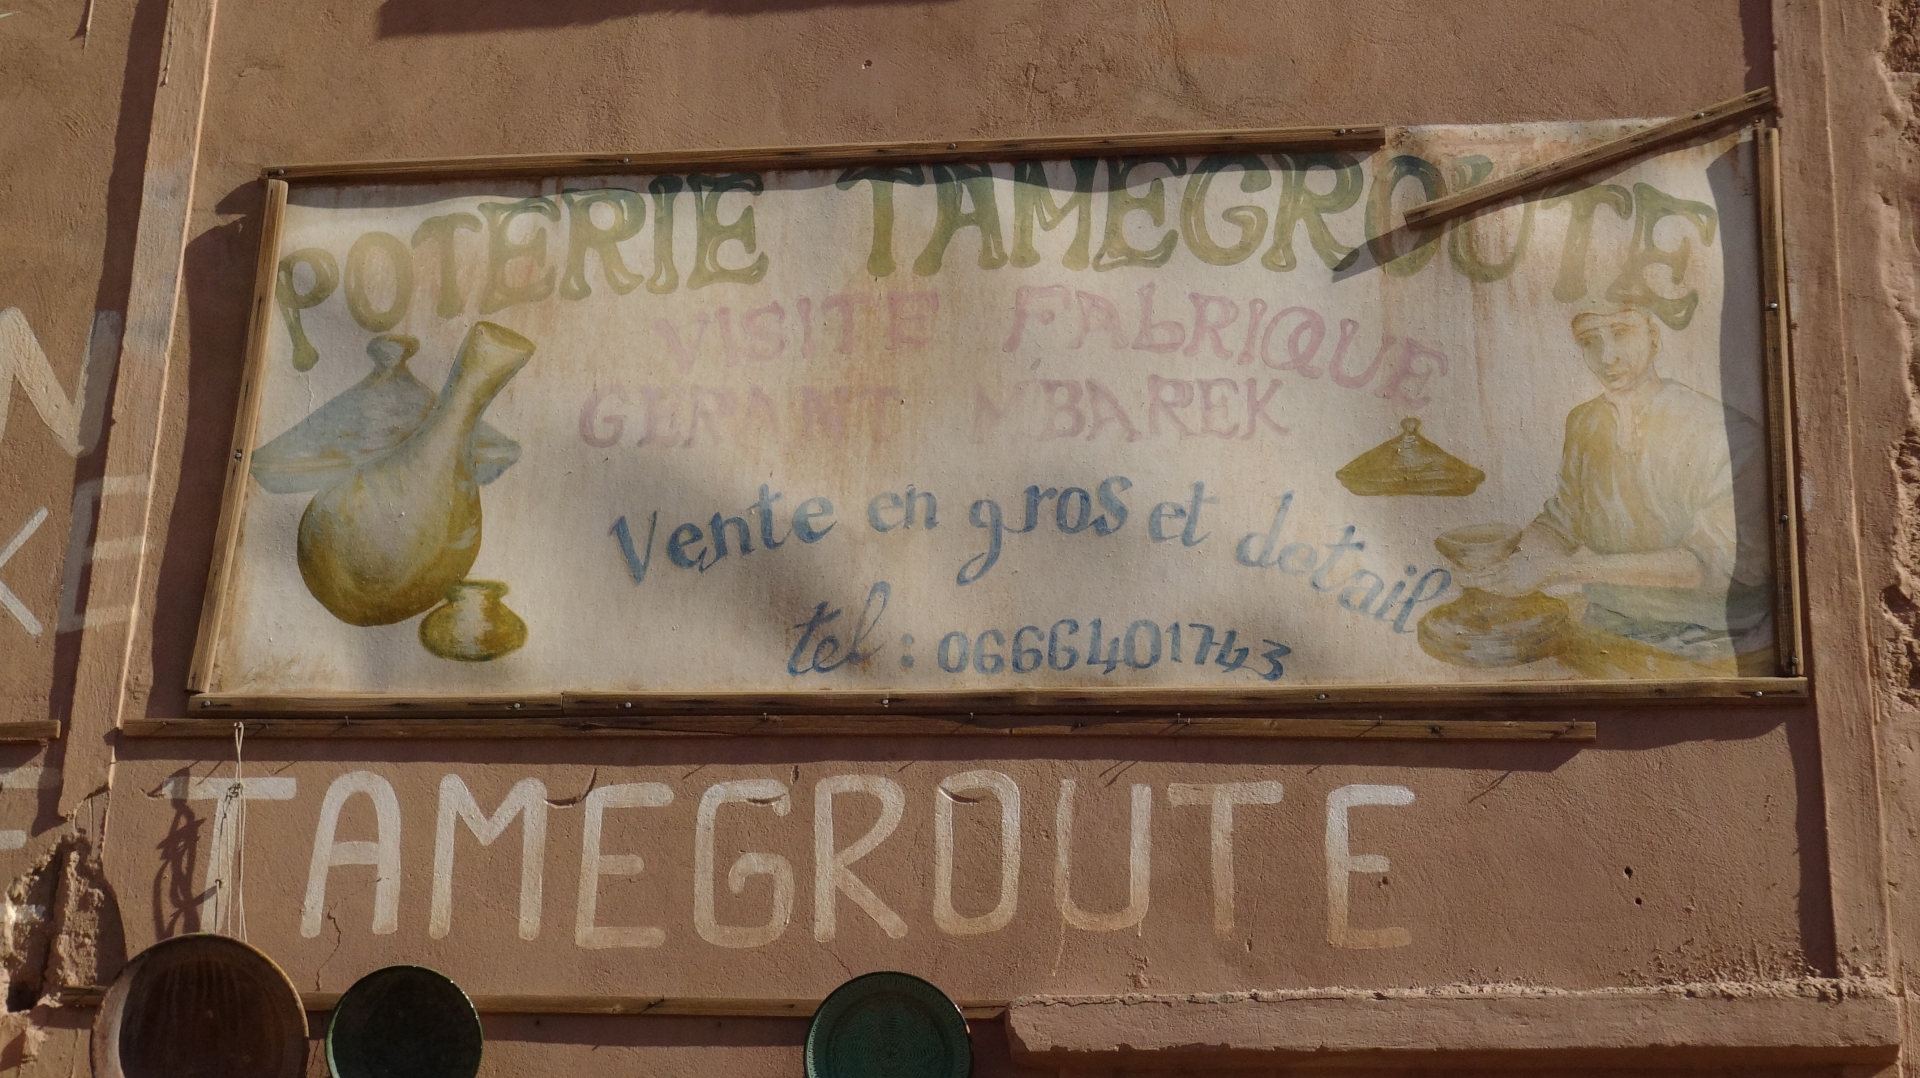 POTERIE TAMEGROUTE
VISITE FABRIQUE
GERANT M'BAREK
Vente en gros et detail
tel : 0666401743
TAMEGROUTE